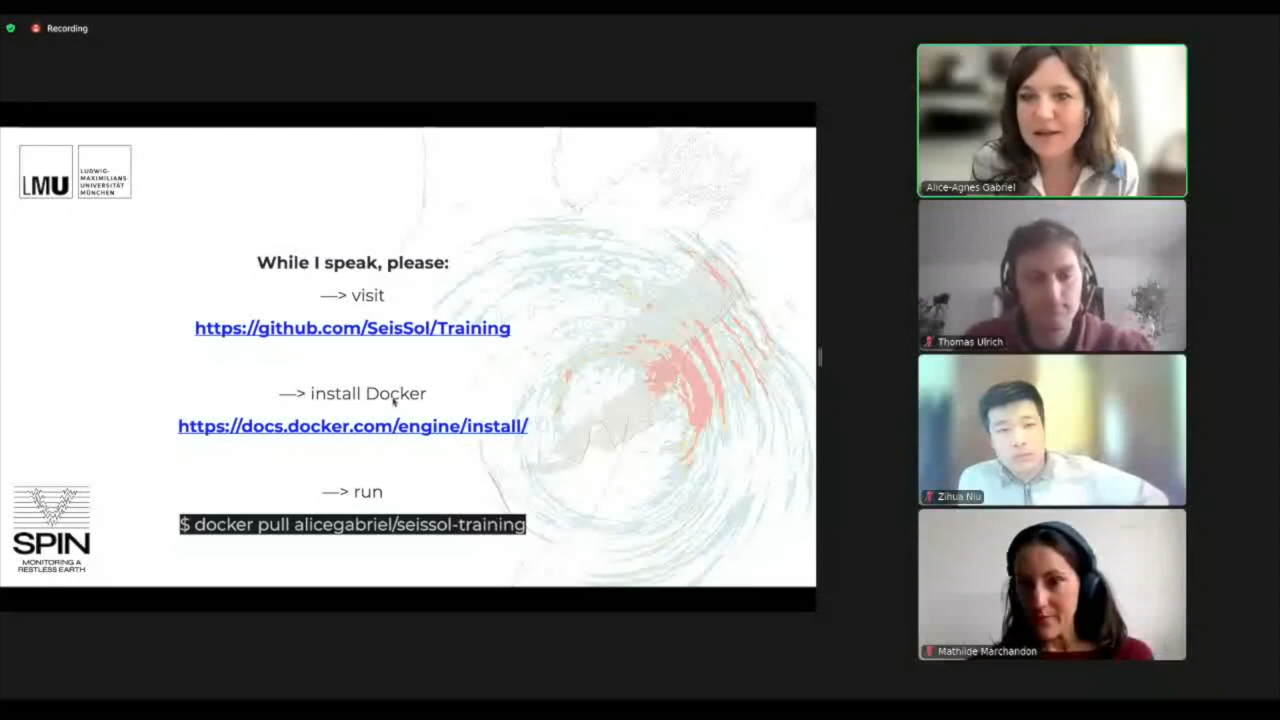 Recording
LMU
LUDWIG-
MAXIMILIANS-
UNIVERSITÄT
MÜNCHEN
While I speak, please:
—> visit
https://github.com/SeisSol/Training
—> install Docker
https://docs.docker.com/engine/install/
—> run
$ docker pull alicegabriel/seissol-training
SPIN
MONITORING A
RESTLESS EARTH
Alice-Agnes Gabriel
Thomas Ulrich
Zihua Niu
Mathilde Marchandon